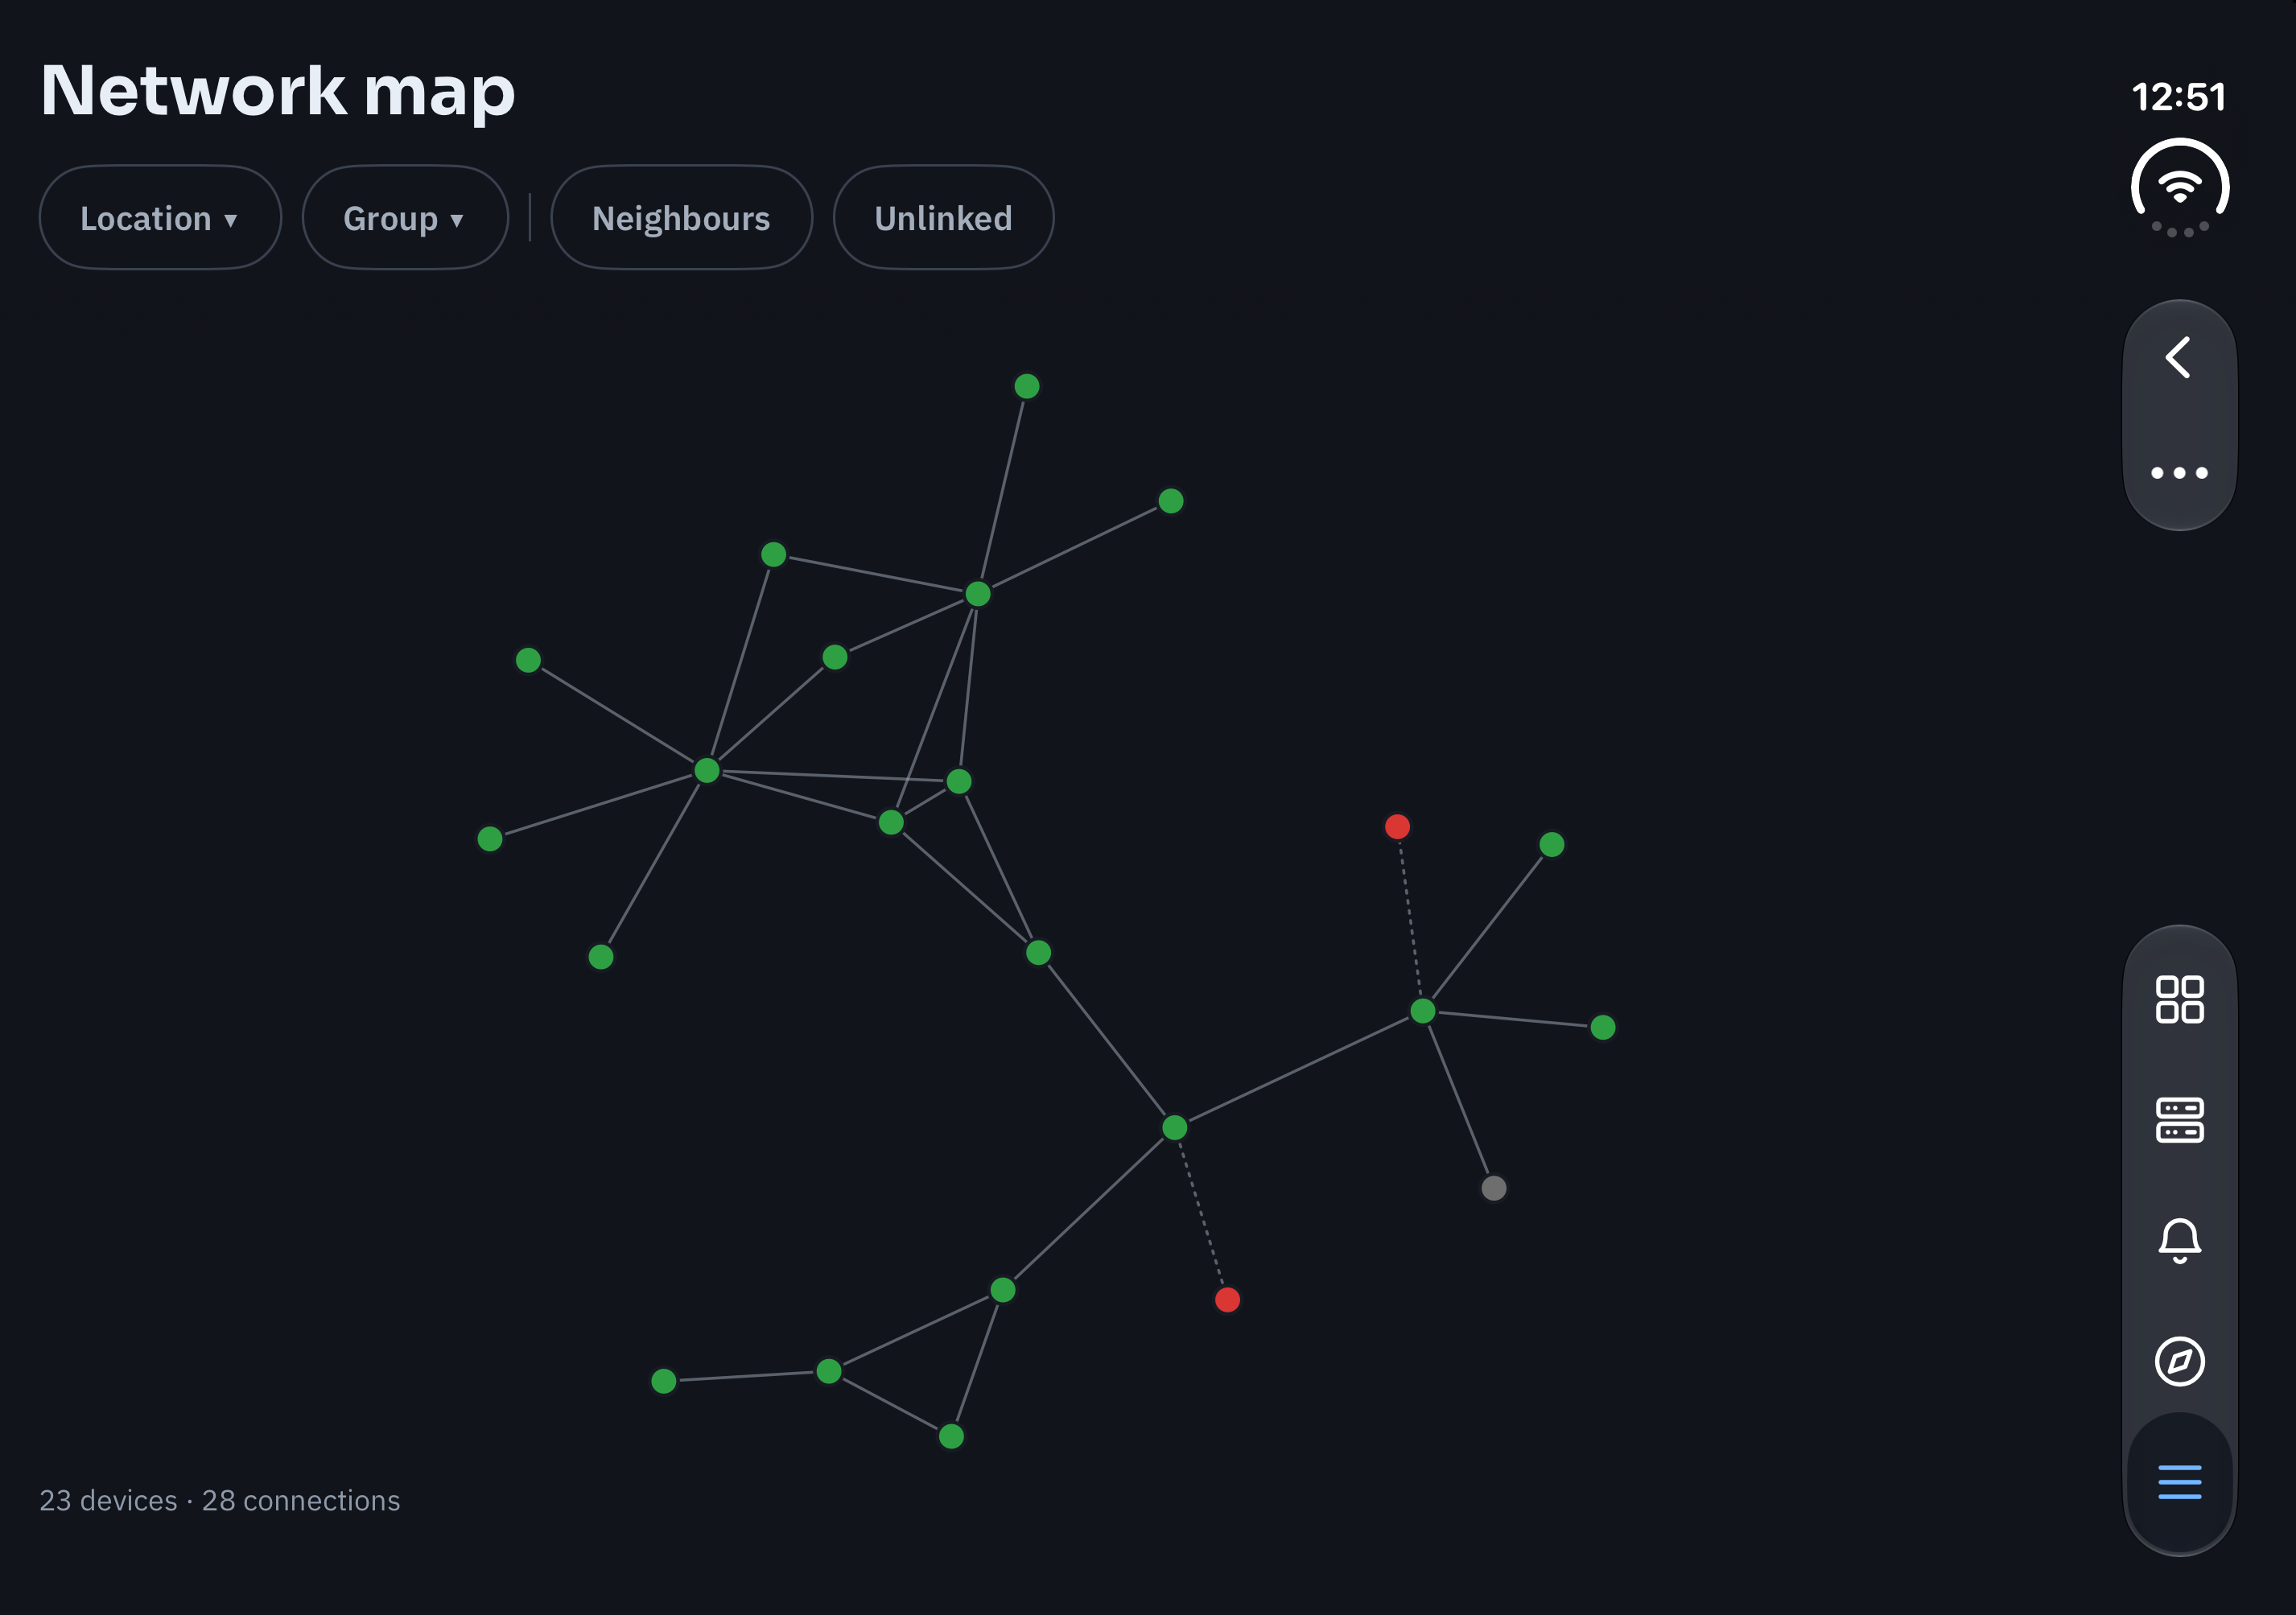 Network map
12:51
Location ▾
Group ▾
Neighbours
Unlinked
23 devices · 28 connections